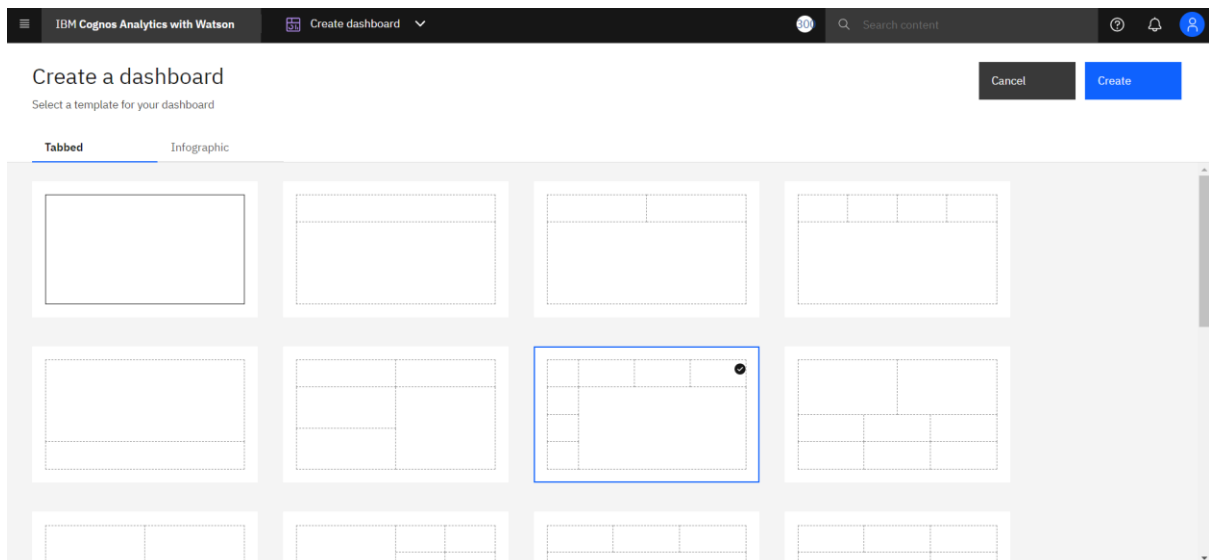 IBM Cognos Analytics with Watson
Create dashboard
Search content
Create a dashboard
Select a template for your dashboard
Cancel
Create
Tabbed
Infographic